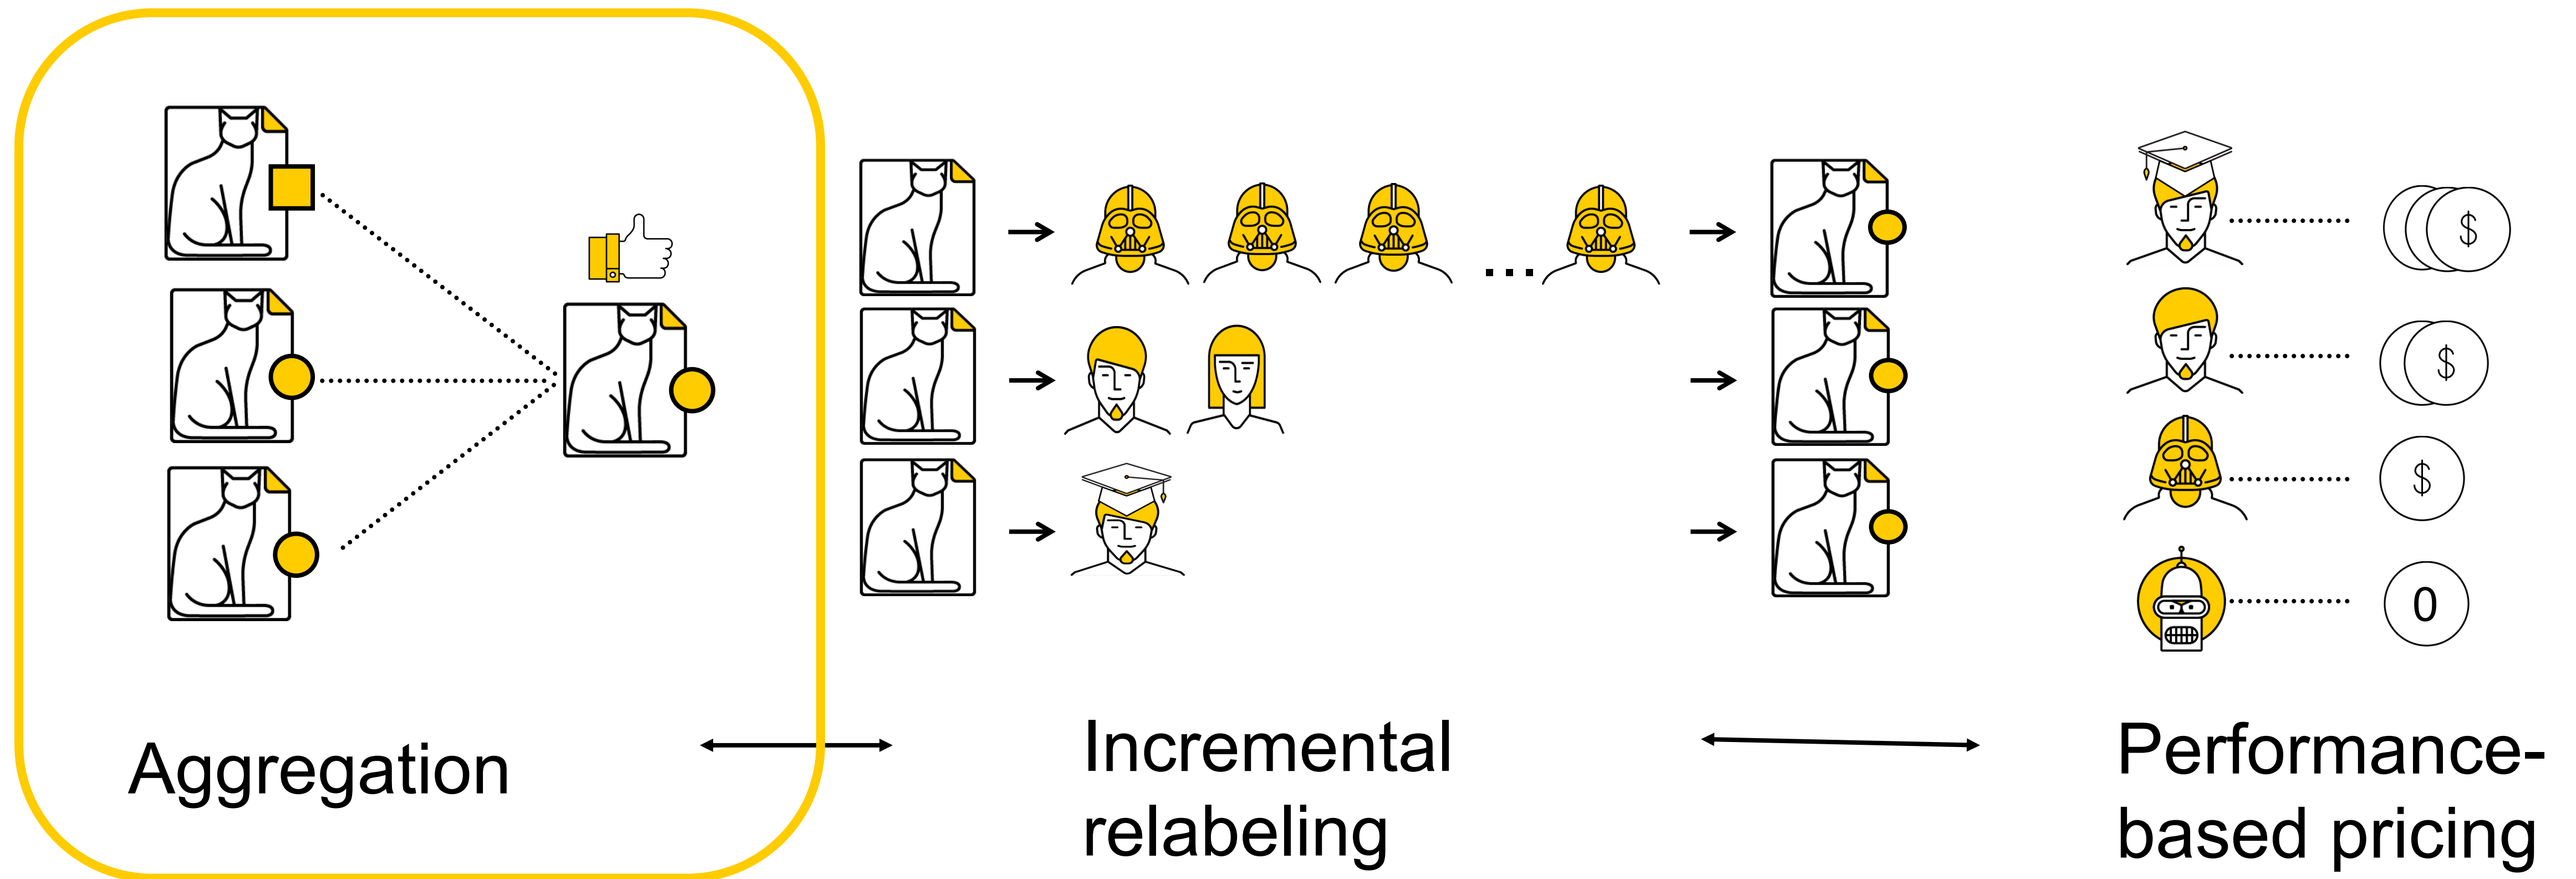 ...
$
$
$
0
Aggregation
Incremental
relabeling
Performance-
based pricing